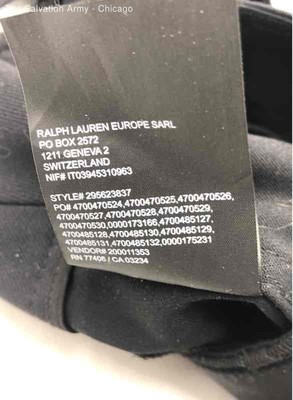 Salvation Army - Chicago
RALPH LAUREN EUROPE SARL
PO BOX 2572
1211 GENEVA 2
SWITZERLAND
NIF# IT03945310963
STYLE# 295623837
PO# 4700470524, 4700470525, 4700470526,
4700470527, 4700470528, 4700470529,
4700470530, 0000173166, 4700485127,
4700485128, 4700485130, 4700485129,
4700485131, 4700485132, 0000175231
VENDOR# 200011353
RN 77406 / CA 03234